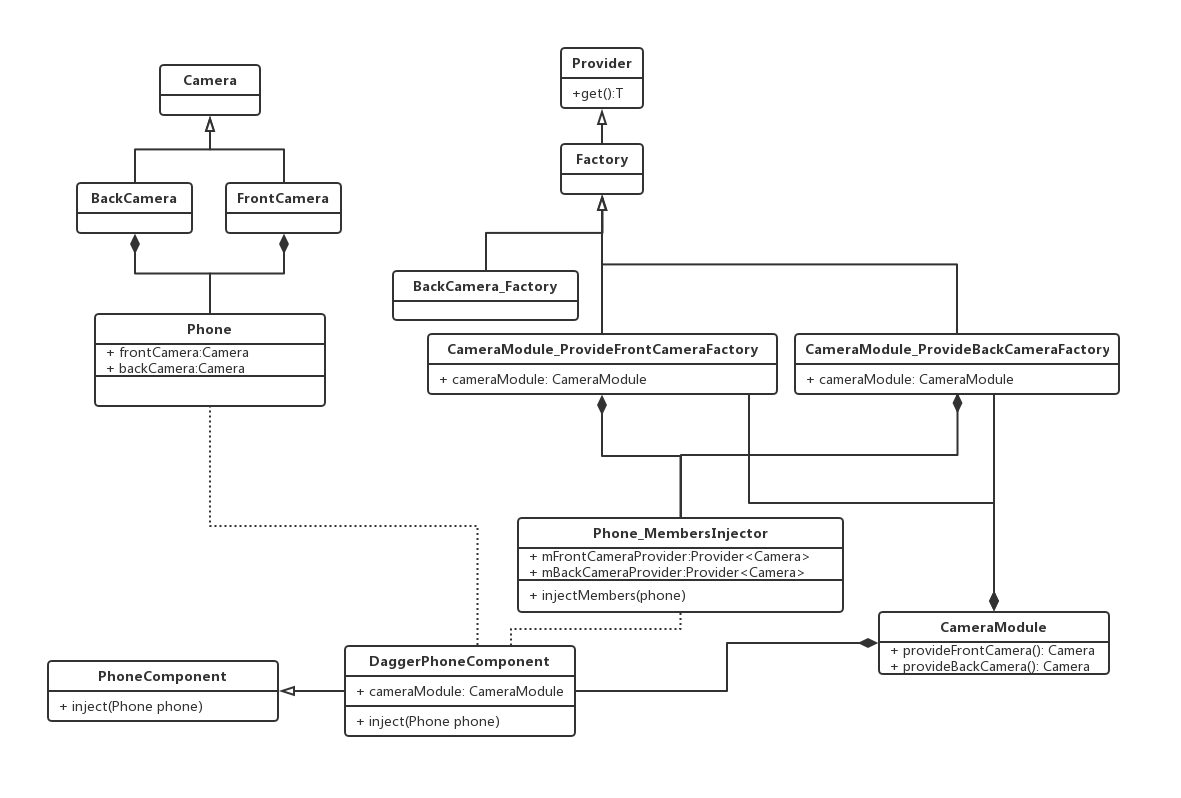 Camera
BackCamera
FrontCamera
Phone
+ frontCamera:Camera
+ backCamera:Camera
Provider
+get():T
Factory
BackCamera_Factory
CameraModule_ProvideFrontCameraFactory
+ cameraModule: CameraModule
CameraModule_ProvideBackCameraFactory
+ cameraModule: CameraModule
Phone_MembersInjector
+ mFrontCameraProvider:Provider<Camera>
+ mBackCameraProvider:Provider<Camera>
+ injectMembers(phone)
CameraModule
+ provideFrontCamera(): Camera
+ provideBackCamera(): Camera
DaggerPhoneComponent
+ cameraModule: CameraModule
+ inject(Phone phone)
PhoneComponent
+ inject(Phone phone)